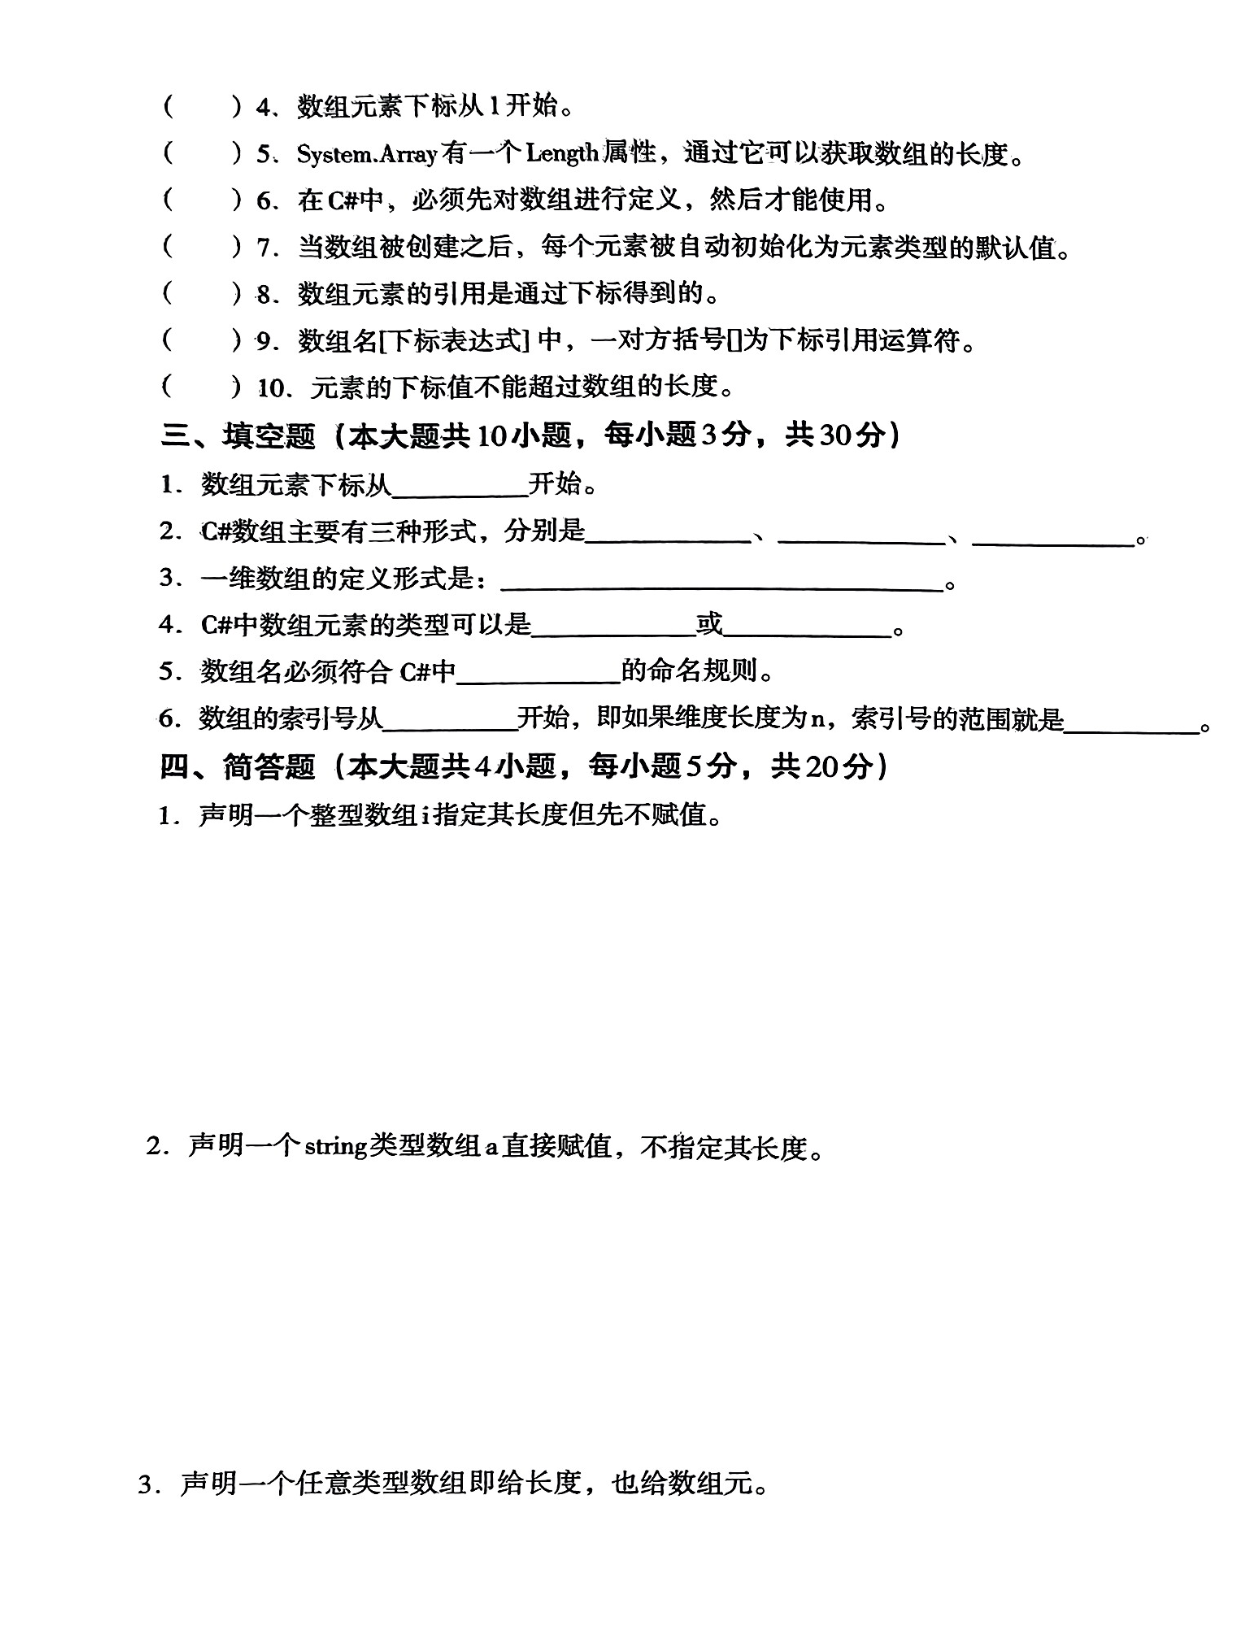 （　　）4．数组元素下标从1开始。
（　　）5、System.Array有一个Length属性，通过它可以获取数组的长度。
（　　）6．在C#中，必须先对数组进行定义，然后才能使用。
（　　）7．当数组被创建之后，每个元素被自动初始化为元素类型的默认值。
（　　）8．数组元素的引用是通过下标得到的。
（　　）9．数组名[下标表达式]中，一对方括号[]为下标引用运算符。
（　　）10．元素的下标值不能超过数组的长度。
三、填空题（本大题共10小题，每小题3分，共30分）
1．数组元素下标从__________开始。
2．C#数组主要有三种形式，分别是____________、____________、____________。
3．一维数组的定义形式是：________________________________。
4．C#中数组元素的类型可以是____________或____________。
5．数组名必须符合C#中____________的命名规则。
6．数组的索引号从__________开始，即如果维度长度为n，索引号的范围就是__________。
四、简答题（本大题共4小题，每小题5分，共20分）
1．声明一个整型数组i指定其长度但先不赋值。
2．声明一个string类型数组a直接赋值，不指定其长度。
3．声明一个任意类型数组即给长度，也给数组元。